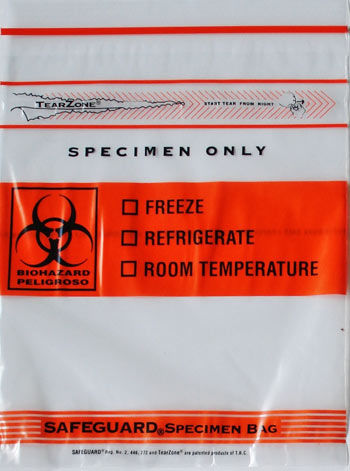 TEARZONE®
START TEAR FROM RIGHT
SPECIMEN ONLY
FREEZE
REFRIGERATE
ROOM TEMPERATURE
BIOHAZARD
PELIGROSO
SAFEGUARD® SPECIMEN BAG
SAFEGUARD® Reg. No. 2, 446, 272 and TearZone® are patented products of T.H.C.